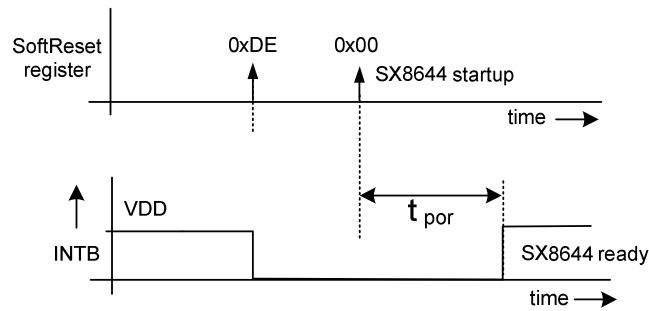 SoftReset
register
0xDE
0x00
SX8644 startup
time
VDD
INTB
t por
SX8644 ready
time